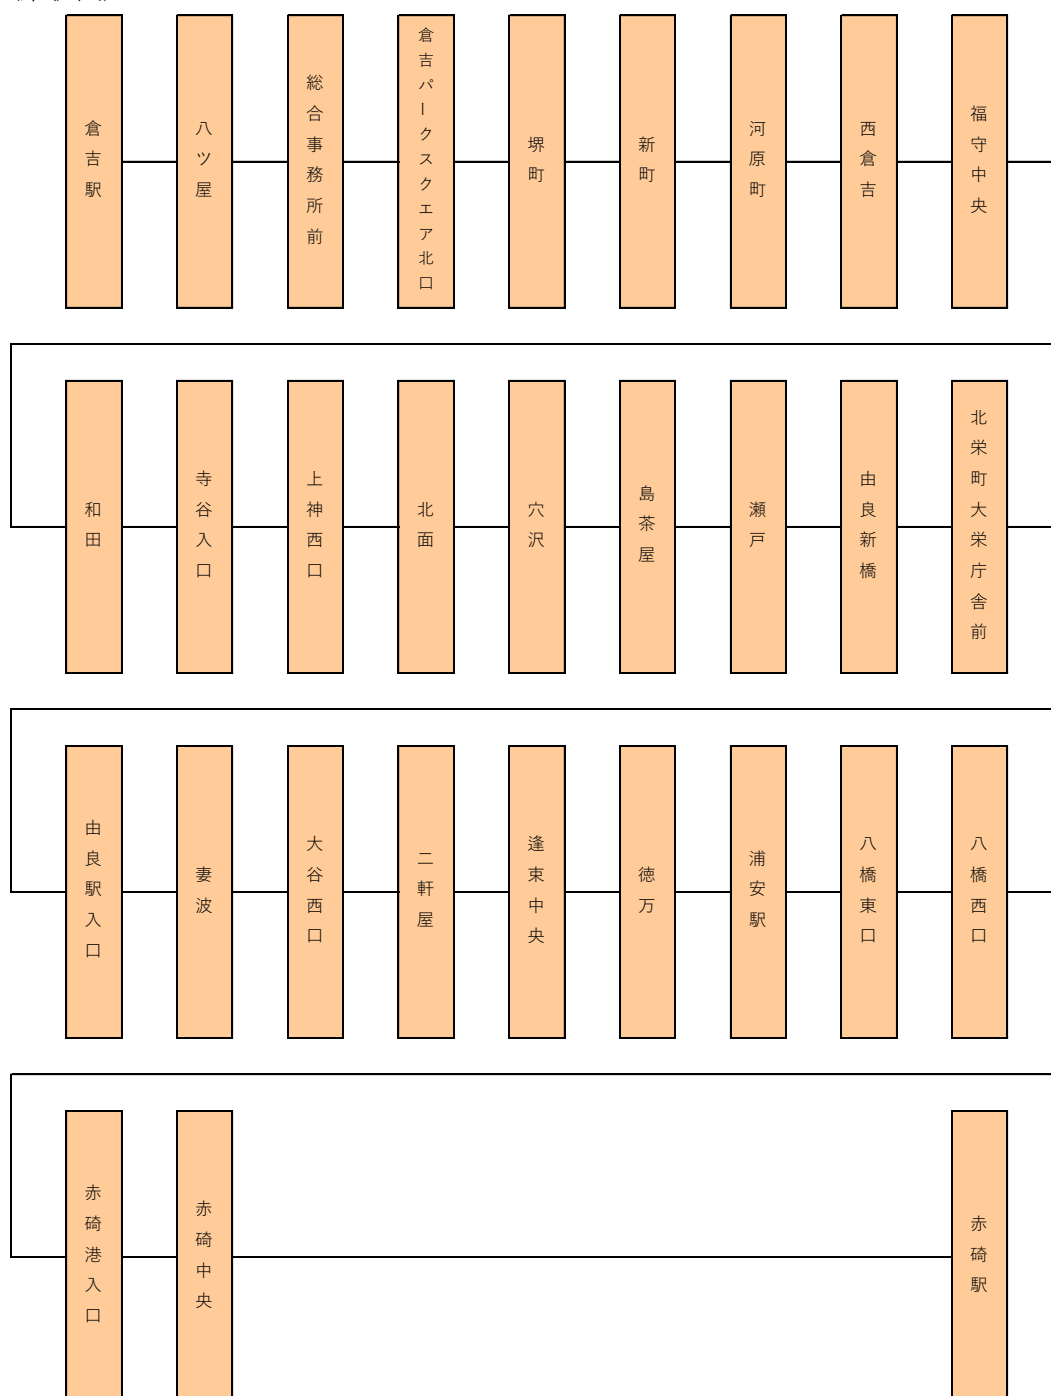 倉吉駅
八ツ屋
総合事務所前
倉吉パークスクエア北口
堺町
新町
河原町
西倉吉
福守中央
和田
寺谷入口
上神西口
北面
穴沢
島茶屋
瀬戸
由良新橋
北栄町大栄庁舎前
由良駅入口
妻波
大谷西口
二軒屋
逢束中央
徳万
浦安駅
八橋東口
八橋西口
赤碕港入口
赤碕中央
赤碕駅